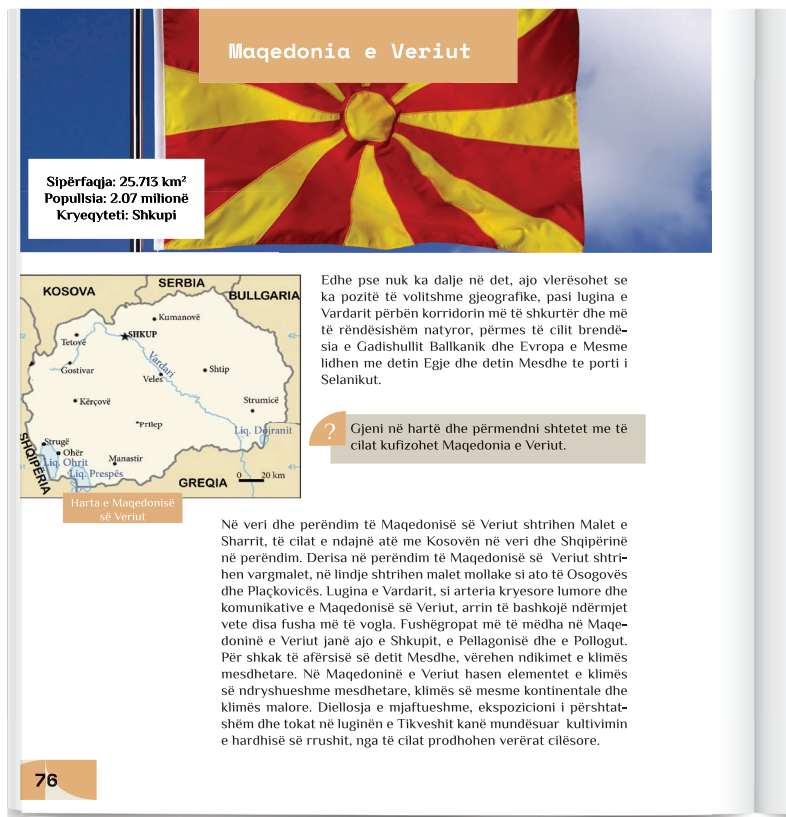 Maqedonia e Veriut
Sipërfaqja: 25.713 km²
Popullsia: 2.07 milionë
Kryeqyteti: Shkupi
KOSOVA
SERBIA
BULLGARIA
Kumanovë
SHKUP
Tetovë
42
42
Vardari
Gostivar
Veles
Shtip
Kërçovë
Strumicë
Prilep
Liq. Dojranit
Strugë
Ohër
Liq. Ohrit
Manastir
Liq. Prespës
41
SHQIPËRIA
GREQIA
0 20 km
Harta e Maqedonisë
së Veriut
Edhe pse nuk ka dalje në det, ajo vlerësohet se
ka pozitë të volitshme gjeografike, pasi lugina e
Vardarit përbën korridorin më të shkurtër dhe më
të rëndësishëm natyror, përmes të cilit brendë-
sia e Gadishullit Ballkanik dhe Evropa e Mesme
lidhen me detin Egje dhe detin Mesdhe te porti i
Selanikut.
?
Gjeni në hartë dhe përmendni shtetet me të
cilat kufizohet Maqedonia e Veriut.
Në veri dhe perëndim të Maqedonisë së Veriut shtrihen Malet e
Sharrit, të cilat e ndajnë atë me Kosovën në veri dhe Shqipërinë
në perëndim. Derisa në perëndim të Maqedonisë së Veriut shtri-
hen vargmalet, në lindje shtrihen malet mollake si ato të Osogovës
dhe Plaçkovicës. Lugina e Vardarit, si arteria kryesore lumore dhe
komunikative e Maqedonisë së Veriut, arrin të bashkojë ndërmjet
vete disa fusha më të vogla. Fushëgropat më të mëdha në Maqe-
doninë e Veriut janë ajo e Shkupit, e Pellagonisë dhe e Pollogut.
Për shkak të afërsisë së detit Mesdhe, vërehen ndikimet e klimës
mesdhetare. Në Maqedoninë e Veriut hasen elementet e klimës
së ndryshueshme mesdhetare, klimës së mesme kontinentale dhe
klimës malore. Diellosja e mjaftueshme, ekspozicioni i përshtat-
shëm dhe tokat në luginën e Tikveshit kanë mundësuar kultivimin
e hardhisë së rrushit, nga të cilat prodhohen verërat cilësore.
76